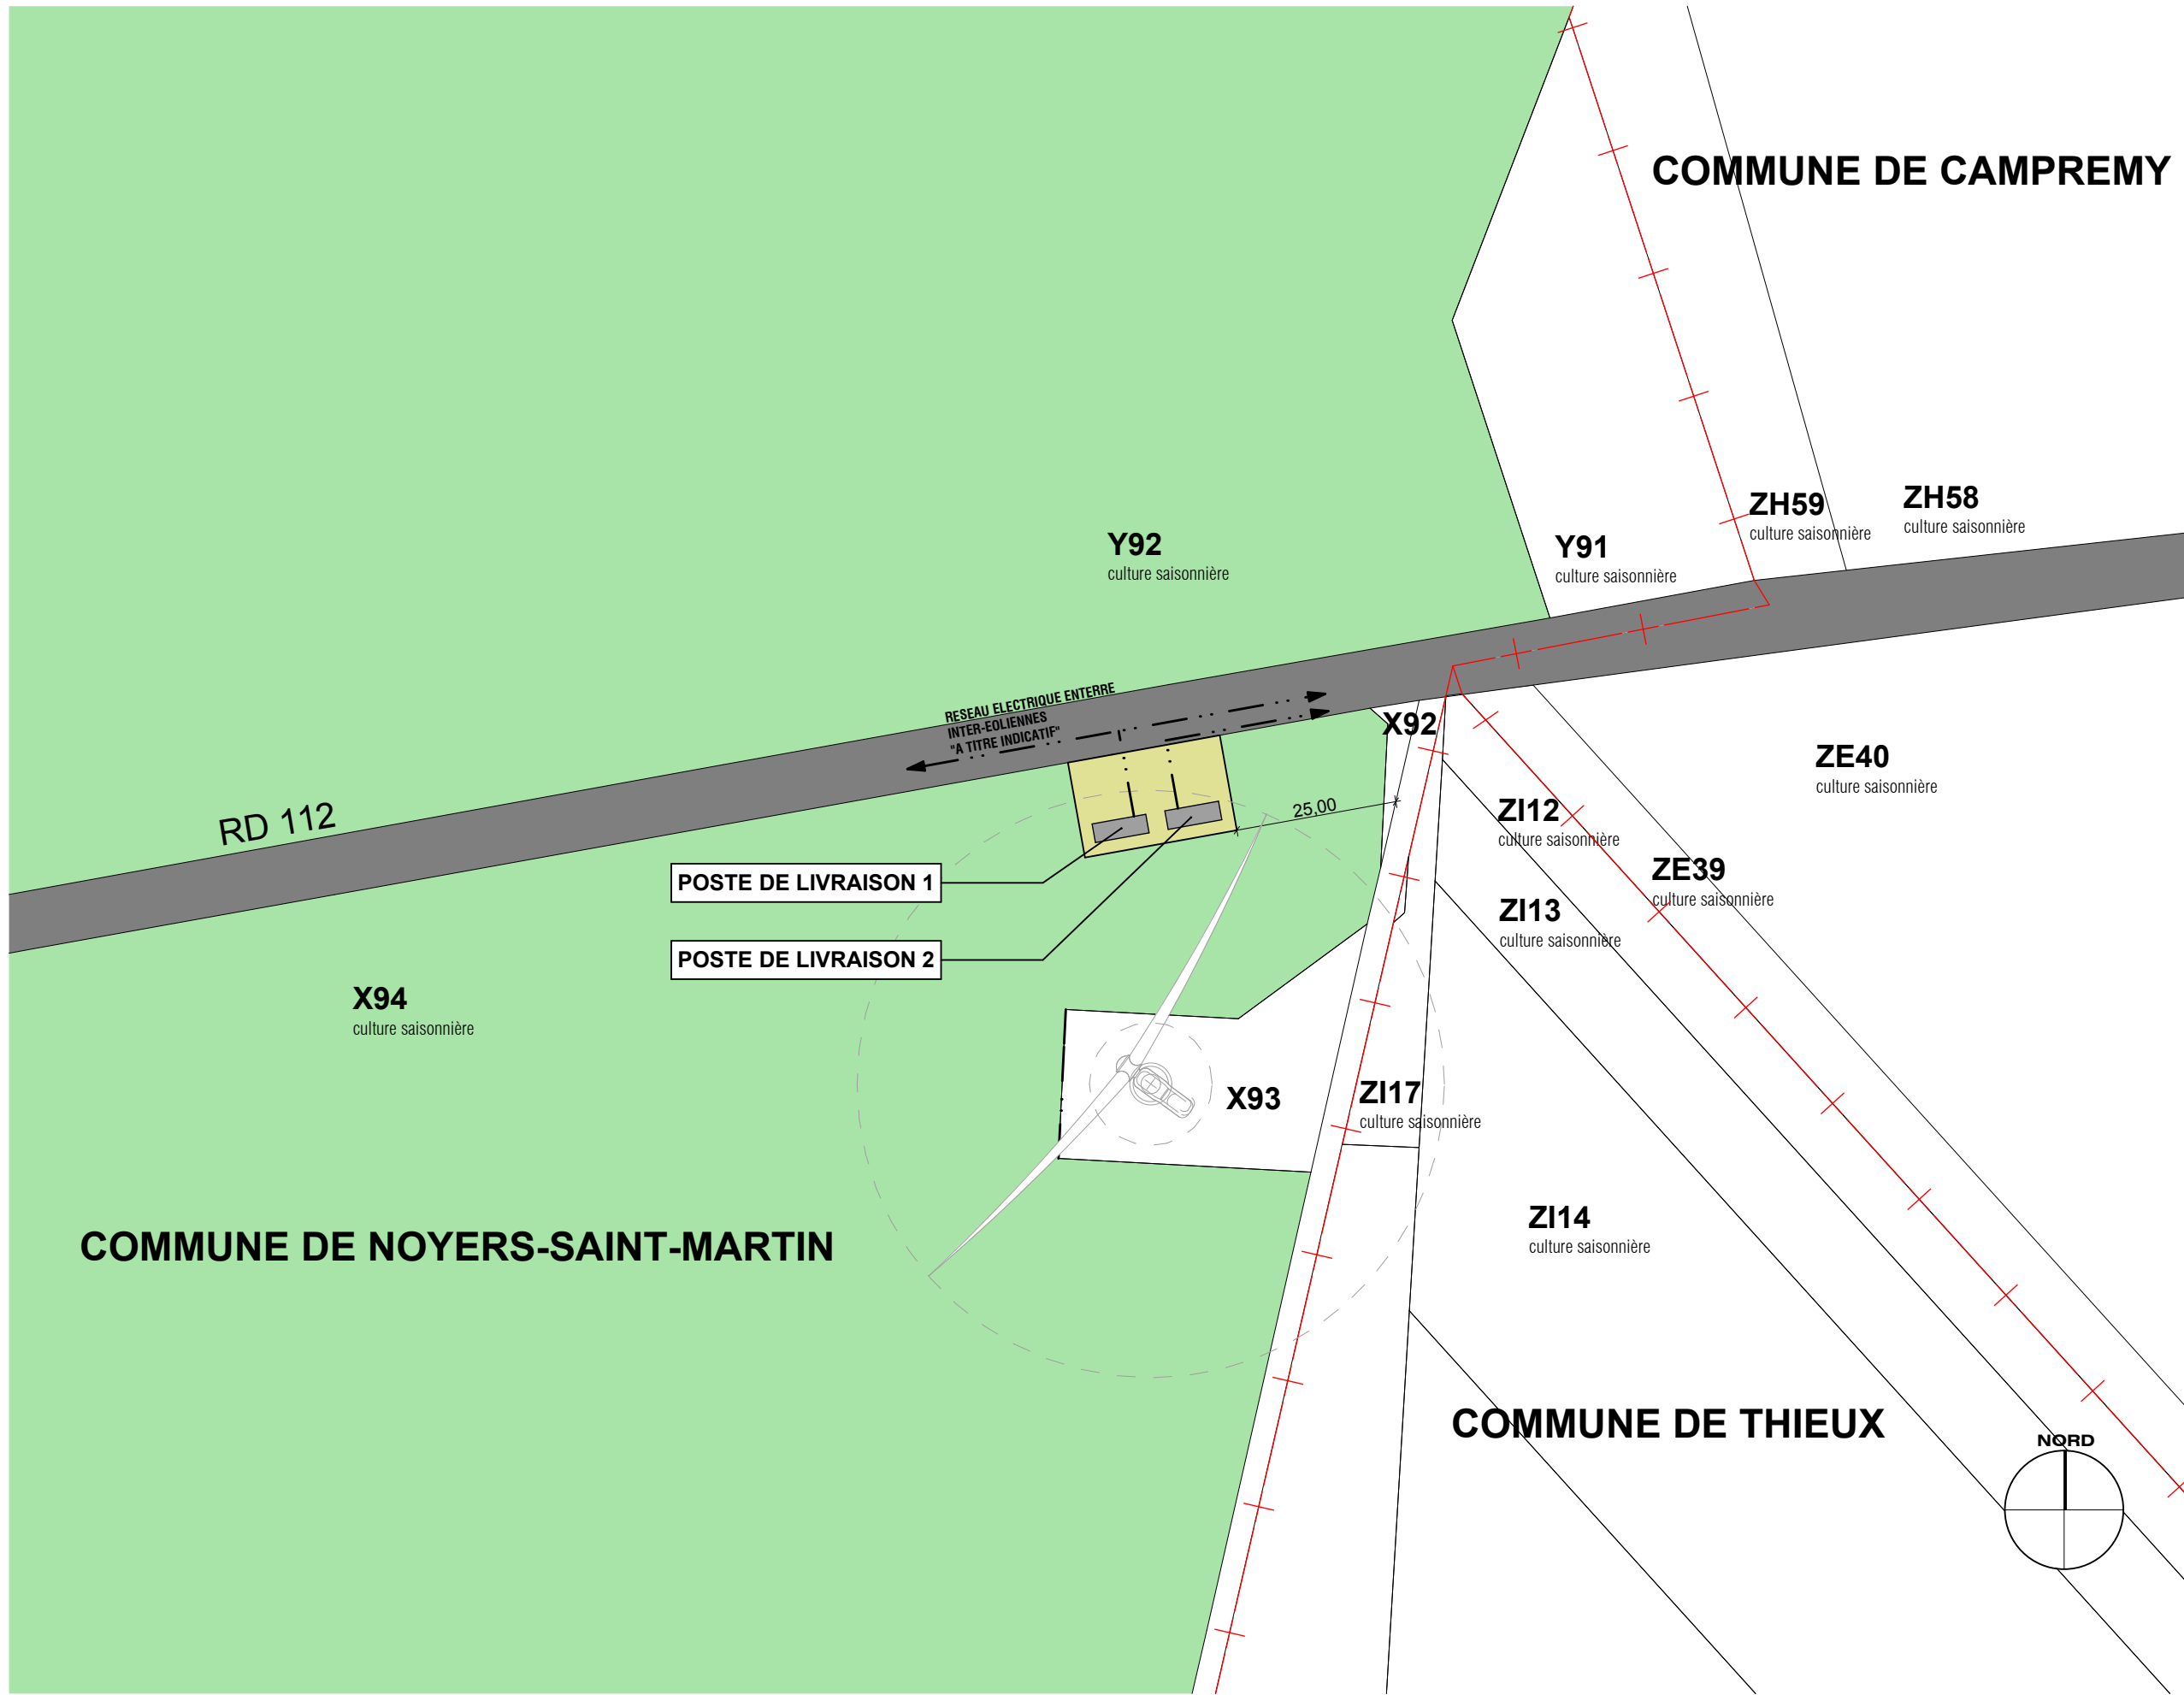 COMMUNE DE CAMPREMY
ZH59
culture saisonnière
ZH58
culture saisonnière
Y92
culture saisonnière
Y91
culture saisonnière
RESEAU ELECTRIQUE ENTERRE
INTER-EOLIENNES
"A TITRE INDICATIF"
X92
ZE40
culture saisonnière
RD 112
25,00
ZI12
culture saisonnière
POSTE DE LIVRAISON 1
ZE39
culture saisonnière
ZI13
culture saisonnière
POSTE DE LIVRAISON 2
X94
culture saisonnière
X93
ZI17
culture saisonnière
ZI14
culture saisonnière
COMMUNE DE NOYERS-SAINT-MARTIN
COMMUNE DE THIEUX
NORD